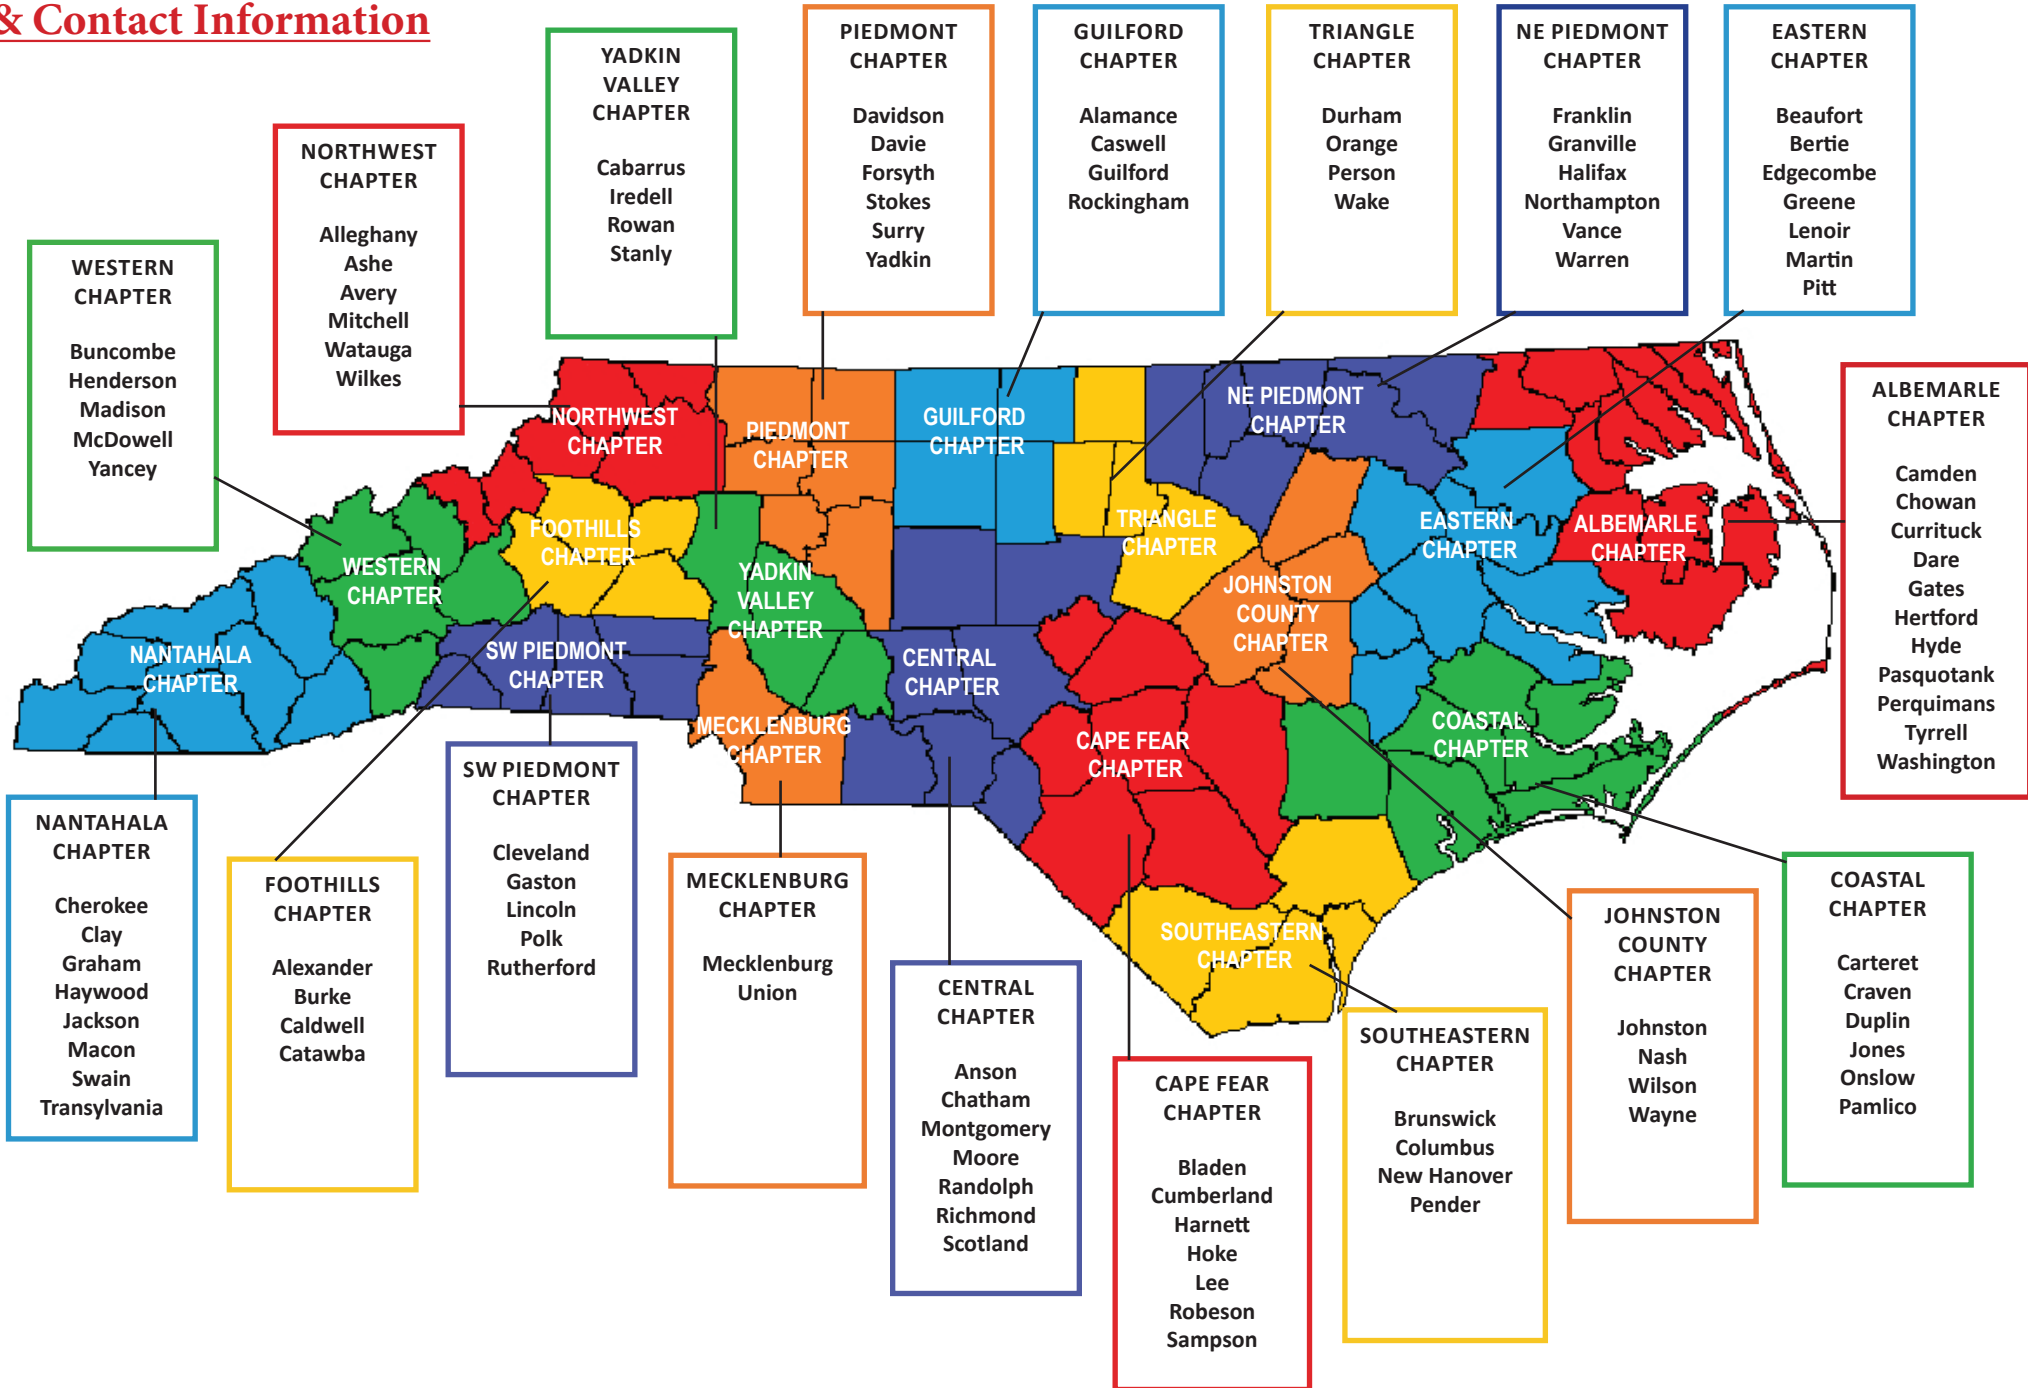 & Contact Information
YADKIN
VALLEY
CHAPTER
Cabarrus
Iredell
Rowan
Stanly
PIEDMONT
CHAPTER
Davidson
Davie
Forsyth
Stokes
Surry
Yadkin
GUILFORD
CHAPTER
Alamance
Caswell
Guilford
Rockingham
TRIANGLE
CHAPTER
Durham
Orange
Person
Wake
NE PIEDMONT
CHAPTER
Franklin
Granville
Halifax
Northampton
Vance
Warren
EASTERN
CHAPTER
Beaufort
Bertie
Edgecombe
Greene
Lenoir
Martin
Pitt
NORTHWEST
CHAPTER
Alleghany
Ashe
Avery
Mitchell
Watauga
Wilkes
WESTERN
CHAPTER
Buncombe
Henderson
Madison
McDowell
Yancey
ALBEMARLE
CHAPTER
Camden
Chowan
Currituck
Dare
Gates
Hertford
Hyde
Pasquotank
Perquimans
Tyrrell
Washington
NORTHWEST
CHAPTER
PIEDMONT
CHAPTER
GUILFORD
CHAPTER
NE PIEDMONT
CHAPTER
FOOTHILLS
CHAPTER
TRIANGLE
CHAPTER
EASTERN
CHAPTER
ALBEMARLE
CHAPTER
WESTERN
CHAPTER
YADKIN
VALLEY
CHAPTER
JOHNSTON
COUNTY
CHAPTER
NANTAHALA
CHAPTER
SW PIEDMONT
CHAPTER
CENTRAL
CHAPTER
MECKLENBURG
CHAPTER
CAPE FEAR
CHAPTER
COASTAL
CHAPTER
SOUTHEASTERN
CHAPTER
NANTAHALA
CHAPTER
Cherokee
Clay
Graham
Haywood
Jackson
Macon
Swain
Transylvania
FOOTHILLS
CHAPTER
Alexander
Burke
Caldwell
Catawba
SW PIEDMONT
CHAPTER
Cleveland
Gaston
Lincoln
Polk
Rutherford
MECKLENBURG
CHAPTER
Mecklenburg
Union
CENTRAL
CHAPTER
Anson
Chatham
Montgomery
Moore
Randolph
Richmond
Scotland
CAPE FEAR
CHAPTER
Bladen
Cumberland
Harnett
Hoke
Lee
Robeson
Sampson
SOUTHEASTERN
CHAPTER
Brunswick
Columbus
New Hanover
Pender
JOHNSTON
COUNTY
CHAPTER
Johnston
Nash
Wilson
Wayne
COASTAL
CHAPTER
Carteret
Craven
Duplin
Jones
Onslow
Pamlico